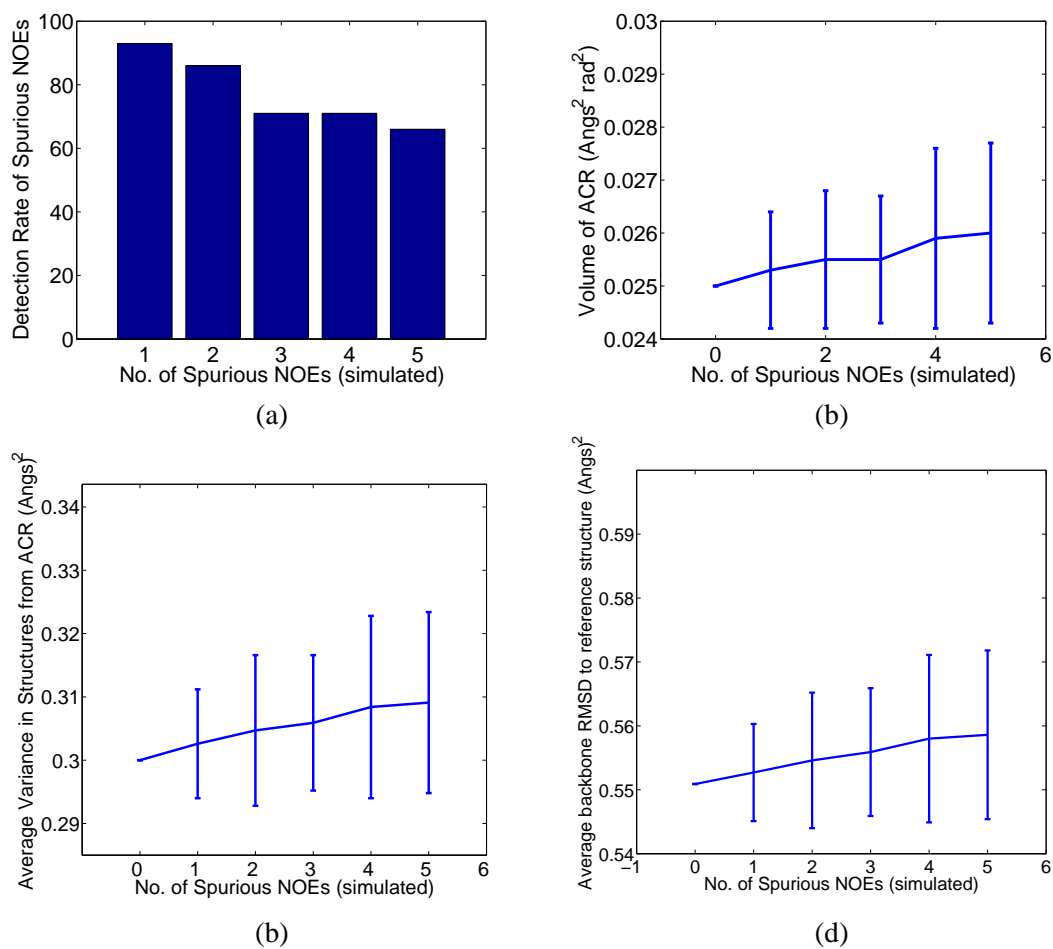 100
80
60
40
20
0
Detection Rate of Spurious NOEs
1 2 3 4 5
No. of Spurious NOEs (simulated)
(a)
0.03
0.029
0.028
0.027
0.026
0.025
0.024
Volume of ACR (Angs² rad²)
0 2 4 6
No. of Spurious NOEs (simulated)
(b)
0.34
0.33
0.32
0.31
0.3
0.29
Average Variance in Structures from ACR (Angs)²
0 1 2 3 4 5 6
No. of Spurious NOEs (simulated)
(b)
0.59
0.58
0.57
0.56
0.55
0.54
Average backbone RMSD to reference structure (Angs)²
−1 0 1 2 3 4 5 6
No. of Spurious NOEs (simulated)
(d)